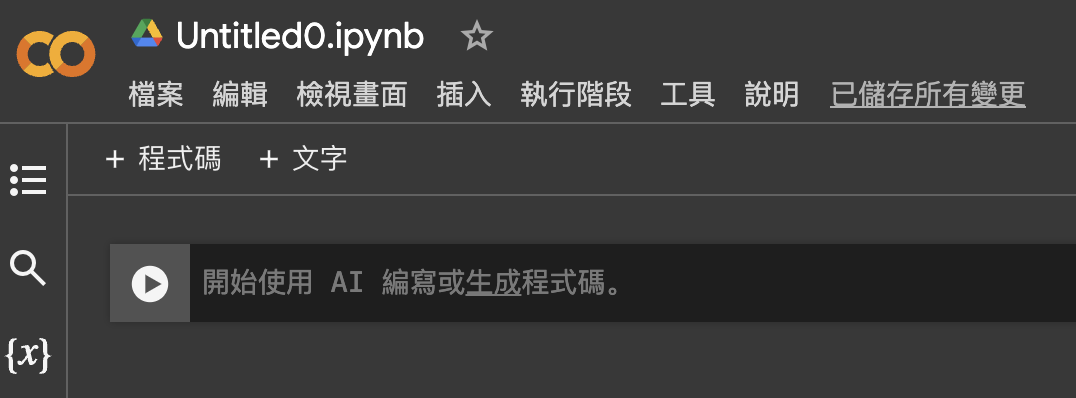 Untitled0.ipynb
檔案 編輯 檢視畫面 插入 執行階段 工具 說明 已儲存所有變更
+ 程式碼 + 文字
開始使用 AI 編寫或生成程式碼。
{x}